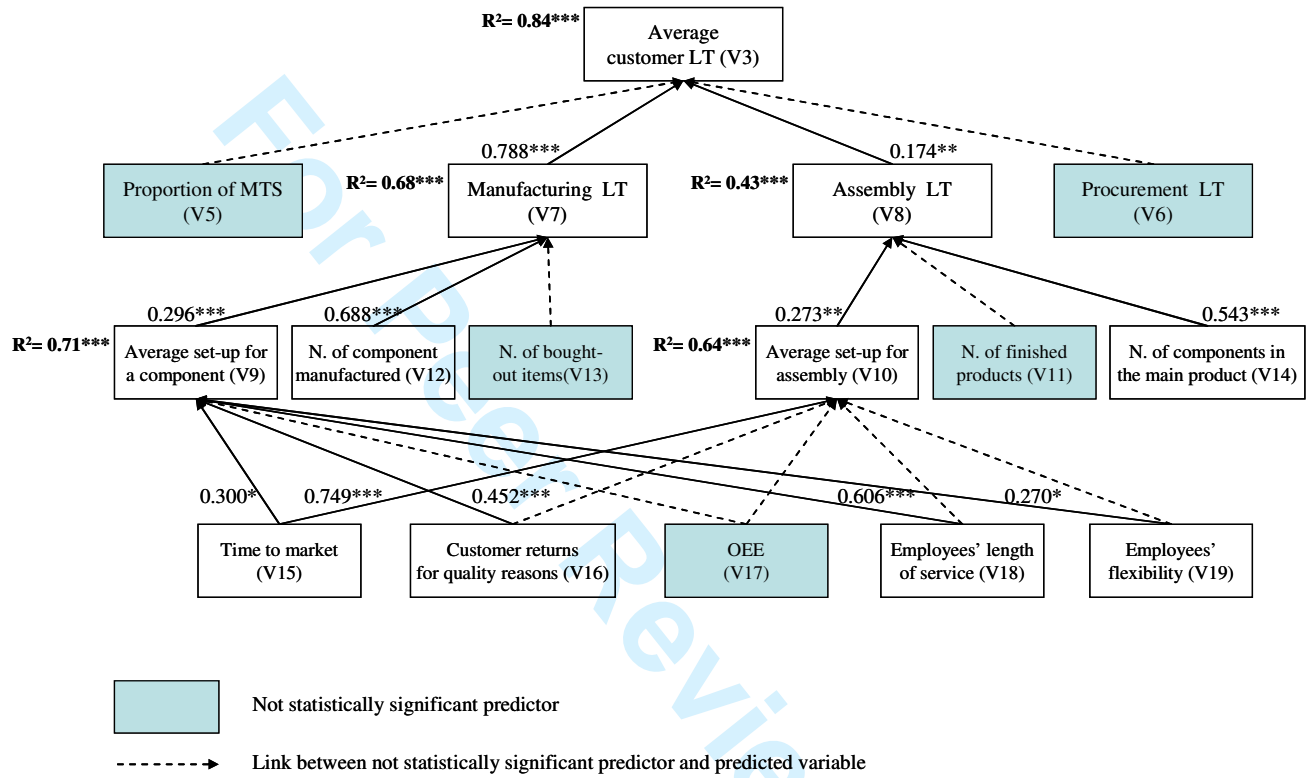 R²= 0.84***
Average
customer LT (V3)
0.788***
0.174**
Proportion of MTS
(V5)
R²= 0.68***
Manufacturing LT
(V7)
R²= 0.43***
Assembly LT
(V8)
Procurement LT
(V6)
0.296***
0.688***
0.273**
0.543***
R²= 0.71***
Average set-up for
a component (V9)
N. of component
manufactured (V12)
N. of bought-
out items(V13)
R²= 0.64***
Average set-up for
assembly (V10)
N. of finished
products (V11)
N. of components in
the main product (V14)
0.300*
0.749***
0.452***
0.606***
0.270*
Time to market
(V15)
Customer returns
for quality reasons (V16)
OEE
(V17)
Employees’ length
of service (V18)
Employees’
flexibility (V19)
Not statistically significant predictor
Link between not statistically significant predictor and predicted variable
For Peer Revie